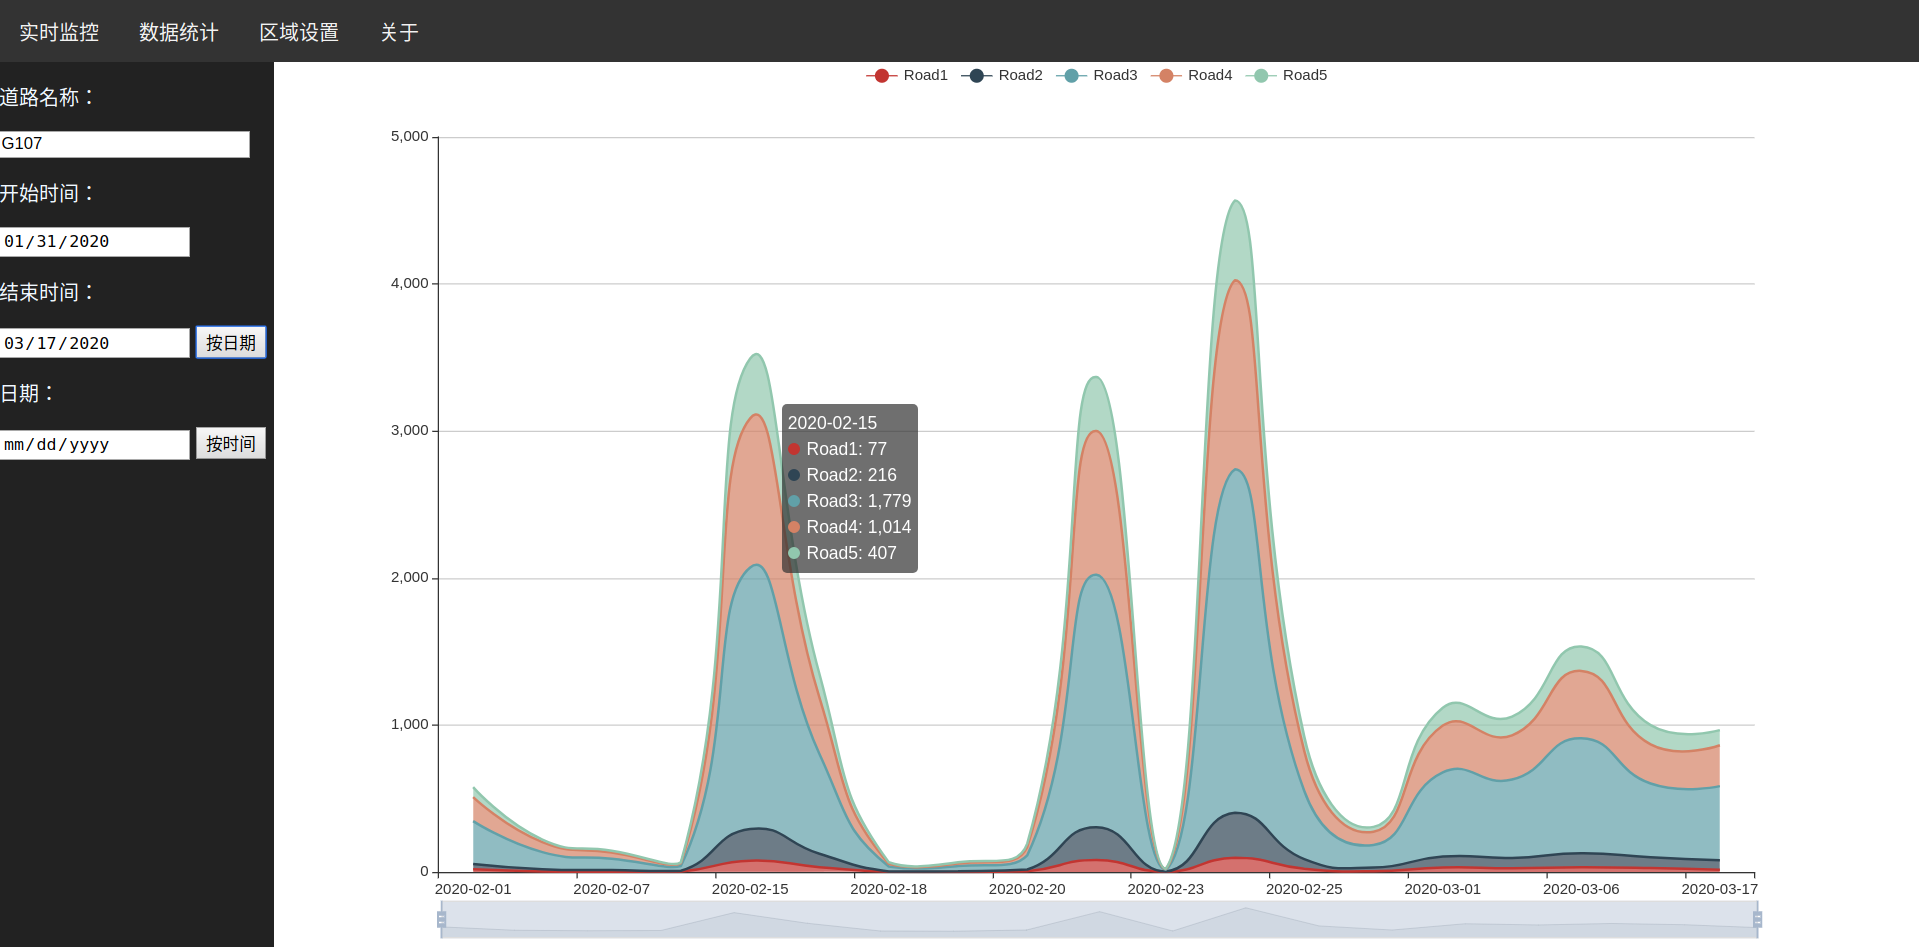 实时监控 数据统计 区域设置 关于
道路名称：
G107
开始时间：
01/31/2020
结束时间：
03/17/2020 按日期
日期：
mm/dd/yyyy 按时间
Road1 Road2 Road3 Road4 Road5
5,000
4,000
3,000
2,000
1,000
0
2020-02-15
Road1: 77
Road2: 216
Road3: 1,779
Road4: 1,014
Road5: 407
2020-02-01 2020-02-07 2020-02-15 2020-02-18 2020-02-20 2020-02-23 2020-02-25 2020-03-01 2020-03-06 2020-03-17